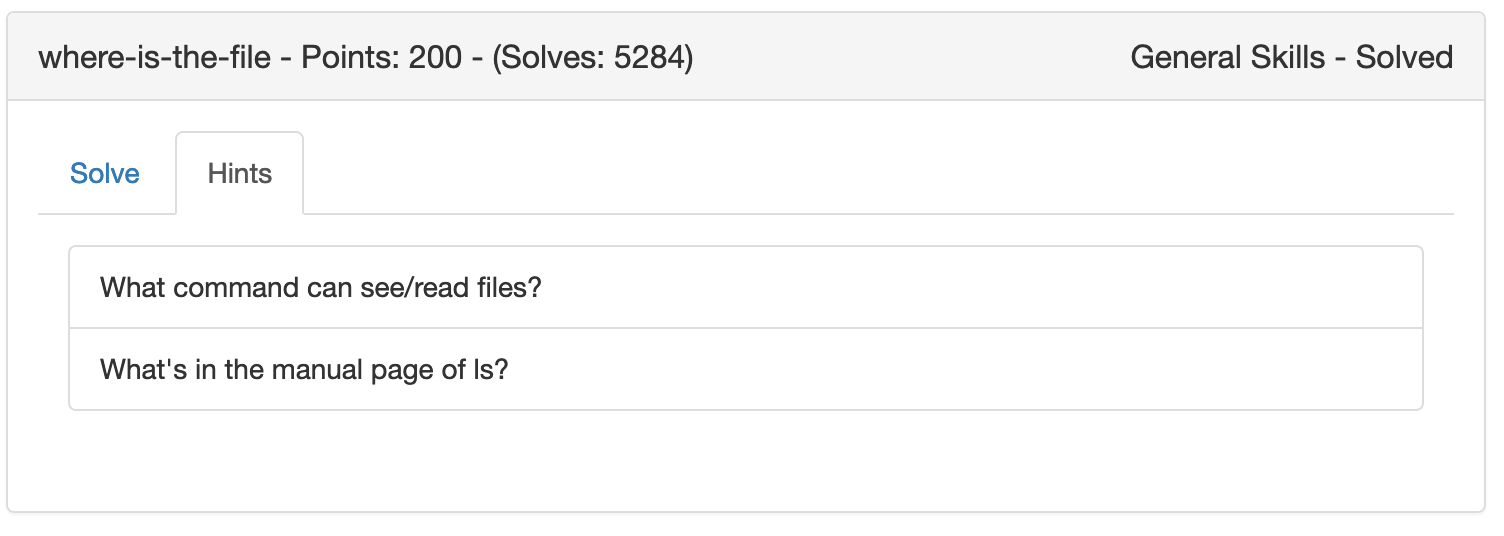 where-is-the-file - Points: 200 - (Solves: 5284) General Skills - Solved
Solve Hints
What command can see/read files?
What's in the manual page of ls?